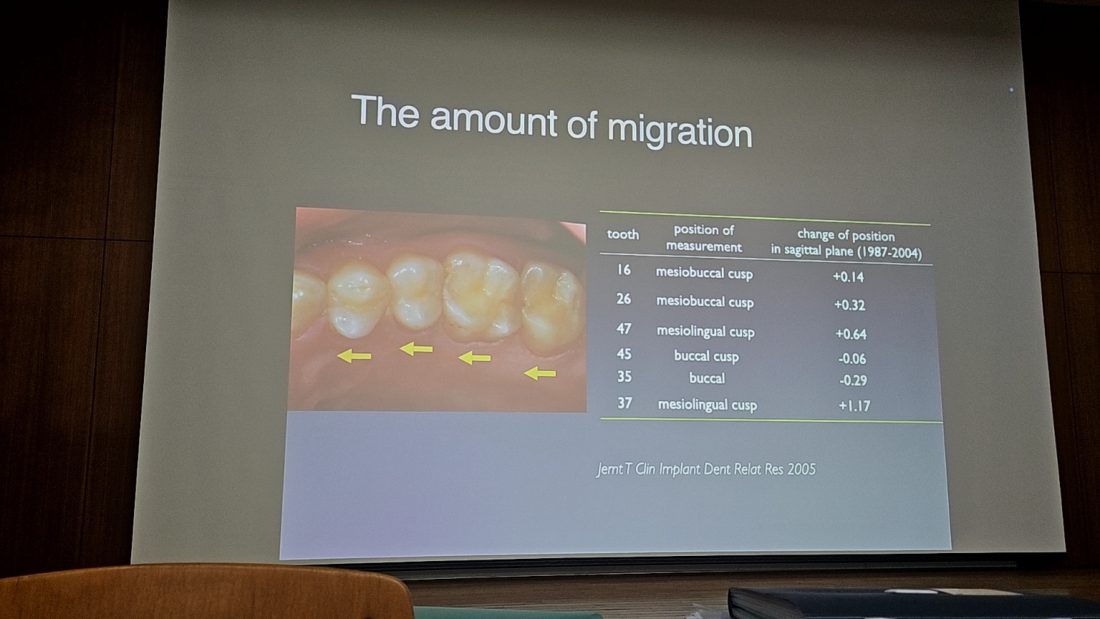 The amount of migration
tooth position of measurement change of position in sagittal plane (1987-2004)
16 mesiobuccal cusp +0.14
26 mesiobuccal cusp +0.32
47 mesiolingual cusp +0.64
45 buccal cusp -0.06
35 buccal -0.29
37 mesiolingual cusp +1.17
Jemt T Clin Implant Dent Relat Res 2005